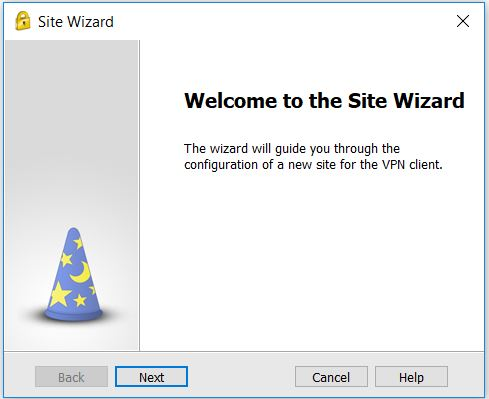 Site Wizard
Welcome to the Site Wizard
The wizard will guide you through the
configuration of a new site for the VPN client.
Back
Next
Cancel
Help